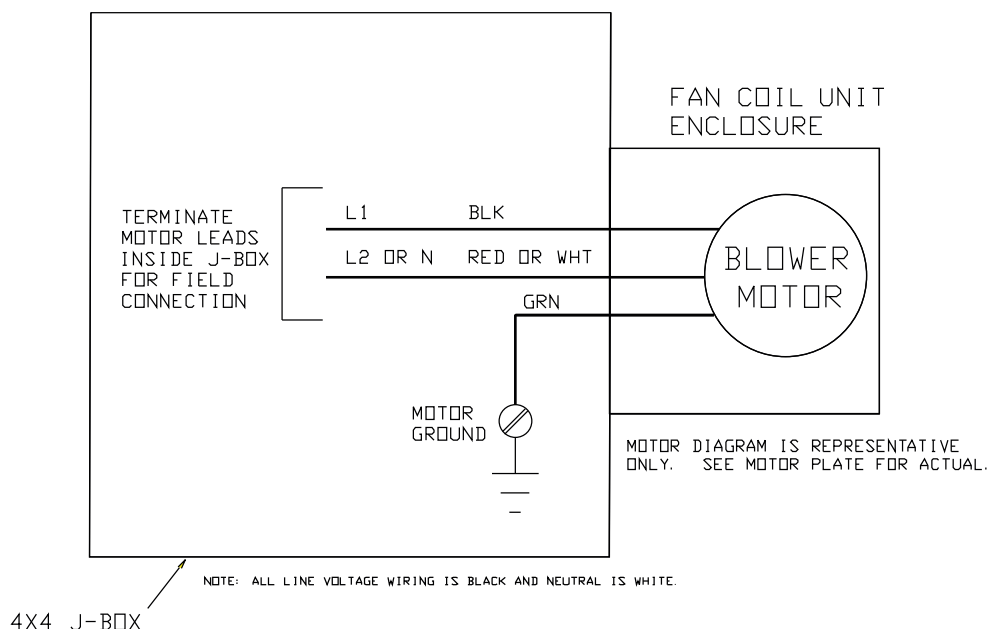 FAN COIL UNIT
ENCLOSURE
TERMINATE
MOTOR LEADS
INSIDE J-BOX
FOR FIELD
CONNECTION
L1 BLK
L2 OR N RED OR WHT
GRN
BLOWER
MOTOR
MOTOR
GROUND
MOTOR DIAGRAM IS REPRESENTATIVE
ONLY. SEE MOTOR PLATE FOR ACTUAL.
NOTE: ALL LINE VOLTAGE WIRING IS BLACK AND NEUTRAL IS WHITE.
4X4 J-BOX